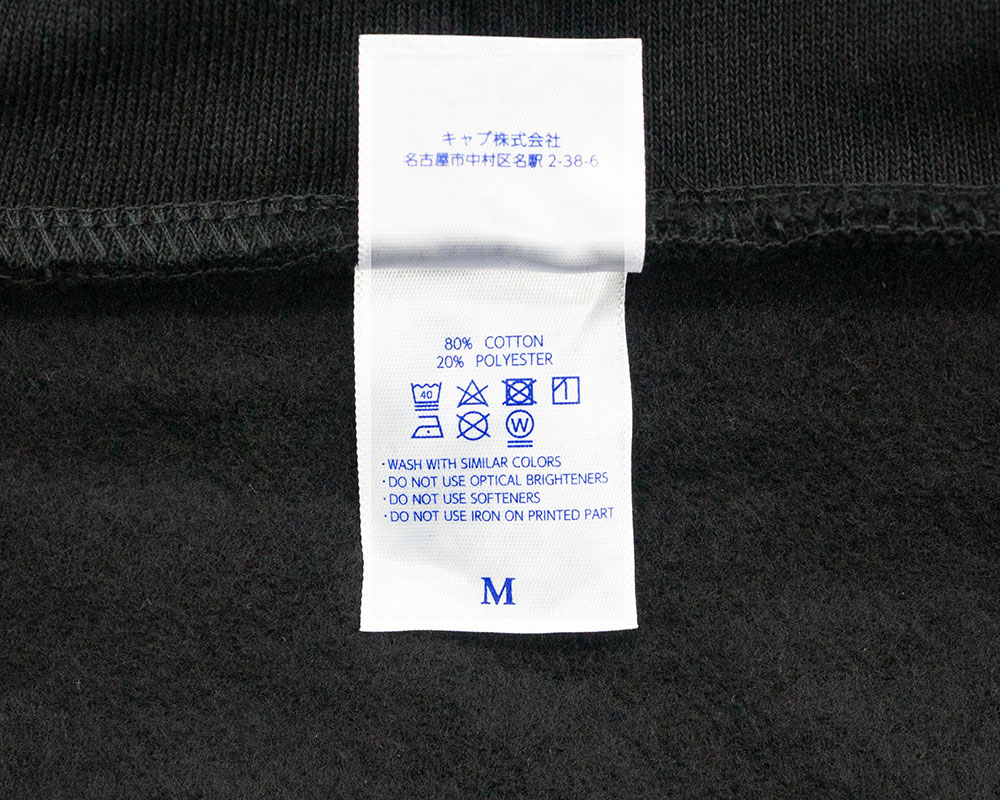 キャブ株式会社
名古屋市中村区名駅 2-38-6
80% COTTON
20% POLYESTER
40
W
・WASH WITH SIMILAR COLORS
・DO NOT USE OPTICAL BRIGHTENERS
・DO NOT USE SOFTENERS
・DO NOT USE IRON ON PRINTED PART
M